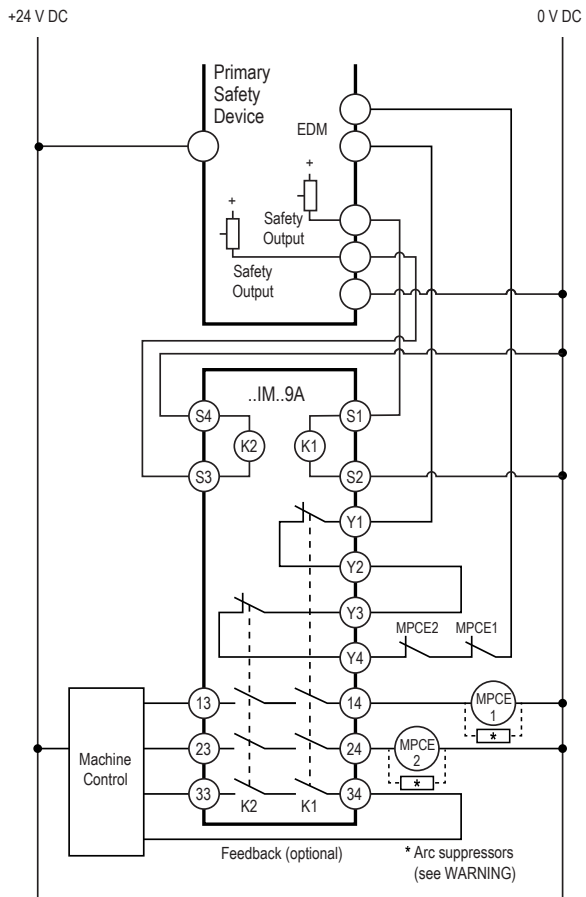 +24 V DC
0 V DC
Primary
Safety
Device
EDM
+
Safety
Output
+
Safety
Output
..IM..9A
S4
S1
K2
K1
S3
S2
Y1
Y2
Y3
MPCE2
MPCE1
Y4
13
14
MPCE
1
*
Machine
Control
23
24
MPCE
2
*
33
K2
K1
34
Feedback (optional)
* Arc suppressors
(see WARNING)